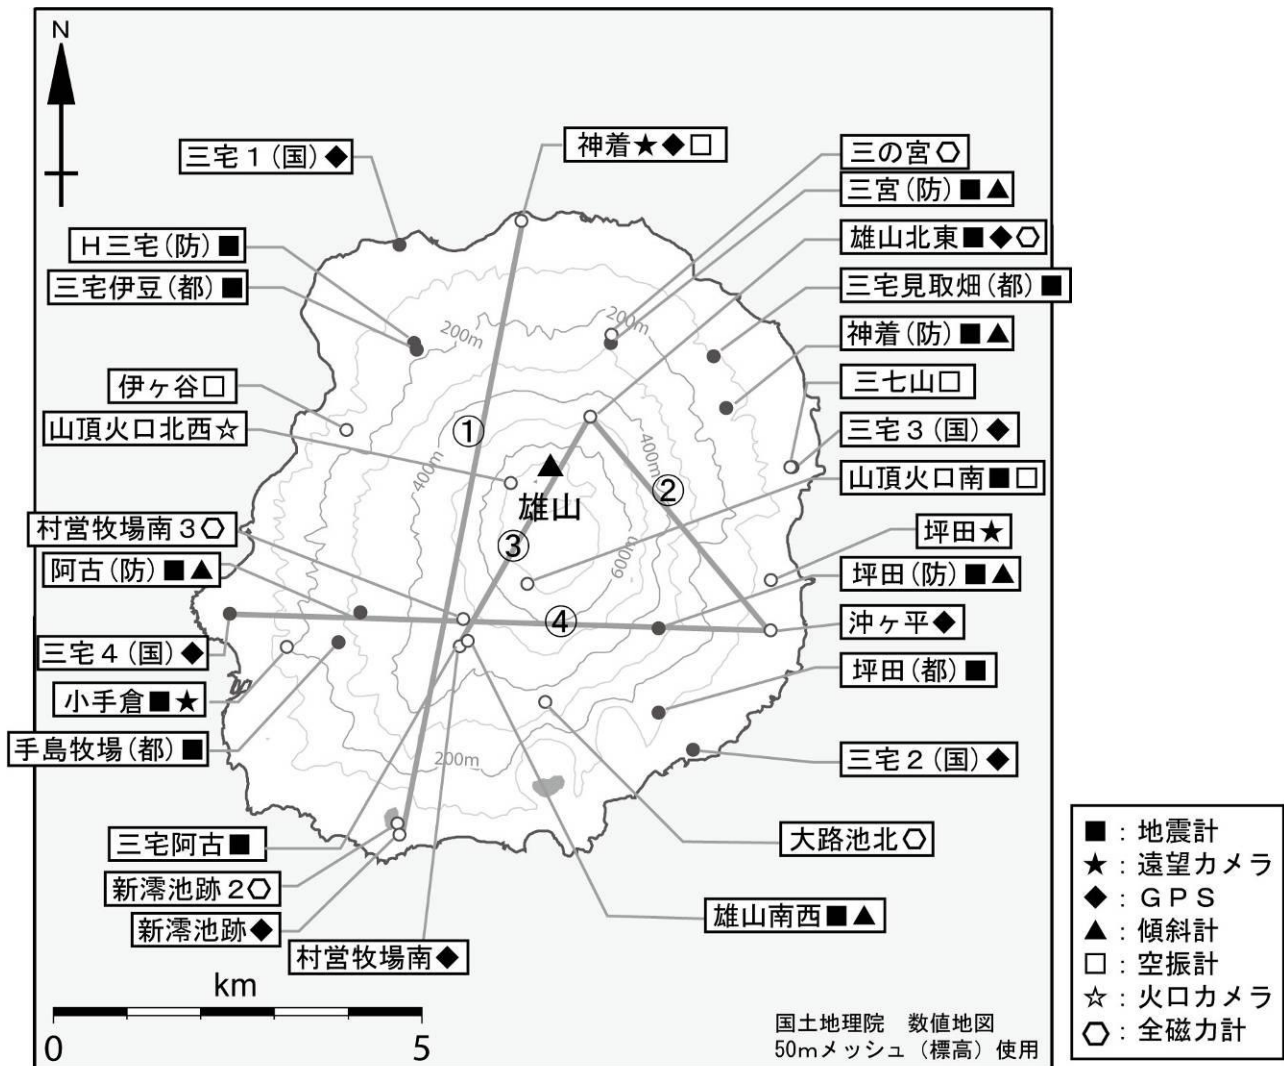 N
三宅1(国)◆
神着★◆□
三の宮⬡
三宮(防)■▲
H三宅(防)■
雄山北東■◆⬡
三宅伊豆(都)■
三宅見取畑(都)■
200m
200m
神着(防)■▲
伊ヶ谷□
三七山□
山頂火口北西☆
①
三宅3(国)◆
400m
400m
山頂火口南■□
②
▲
雄山
村営牧場南3⬡
坪田★
③
600m
阿古(防)■▲
坪田(防)■▲
④
沖ヶ平◆
三宅4(国)◆
坪田(都)■
小手倉■★
手島牧場(都)■
200m
三宅2(国)◆
三宅阿古■
大路池北⬡
新澪池跡2⬡
雄山南西■▲
新澪池跡◆
村営牧場南◆
km
0 5
国土地理院 数値地図
50mメッシュ(標高)使用
■:地震計
★:遠望カメラ
◆:GPS
▲:傾斜計
□:空振計
☆:火口カメラ
⬡:全磁力計